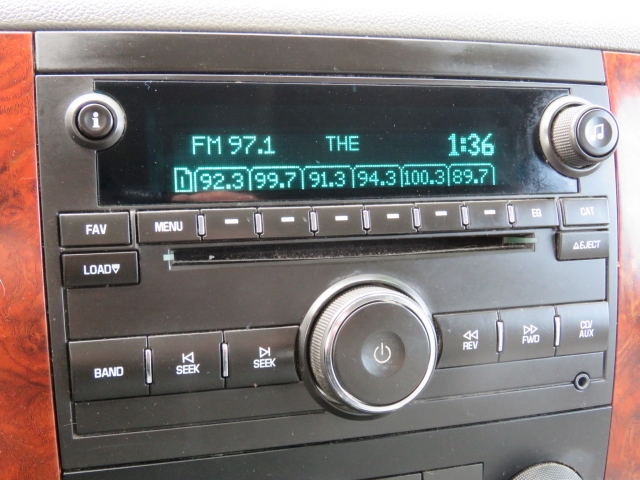 FM 97.1 THE 1:36
1 92.3 99.7 91.3 94.3 100.3 89.7
FAV MENU EQ CAT
LOAD EJECT
BAND SEEK SEEK REV FWD CD/
AUX